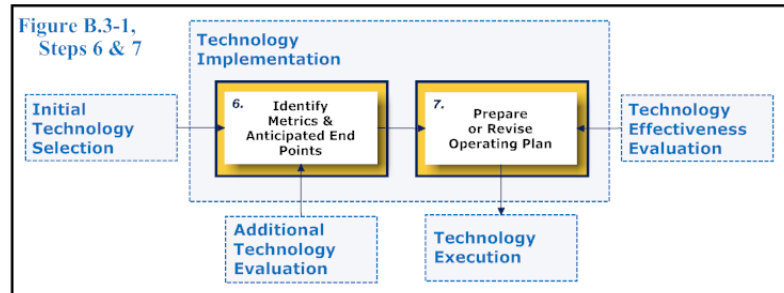 Figure B.3-1,
Steps 6 & 7
Technology
Implementation
Initial
Technology
Selection
6.
Identify
Metrics &
Anticipated End
Points
7.
Prepare
or Revise
Operating Plan
Technology
Effectiveness
Evaluation
Additional
Technology
Evaluation
Technology
Execution